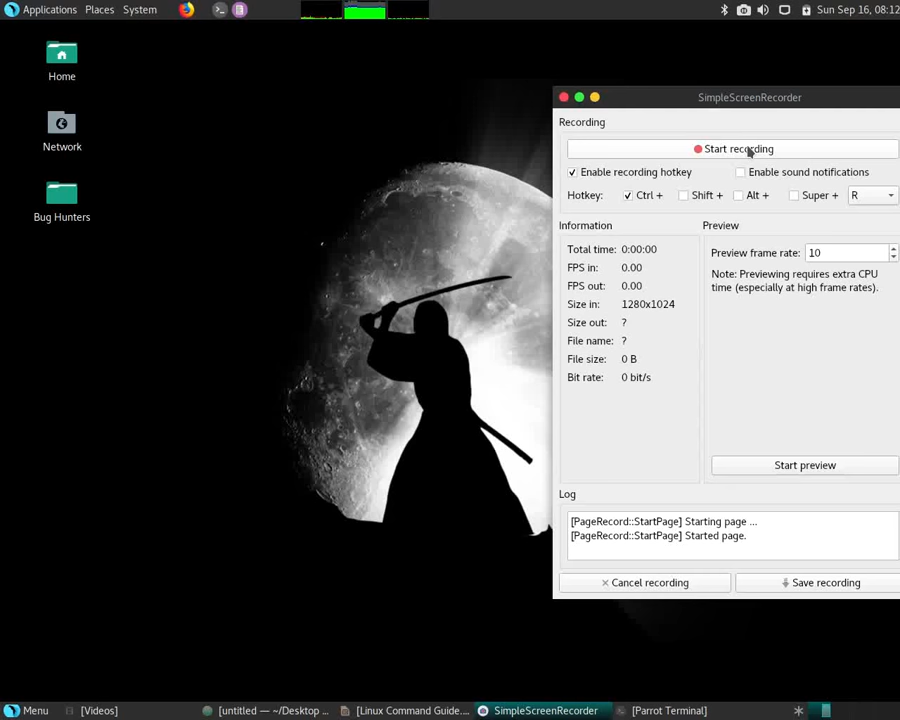 Applications Places System Sun Sep 16, 08:12
Home
Network
Bug Hunters
SimpleScreenRecorder
Recording
Start recording
Enable recording hotkey Enable sound notifications
Hotkey: Ctrl + Shift + Alt + Super + R
Information
Total time: 0:00:00
FPS in: 0.00
FPS out: 0.00
Size in: 1280x1024
Size out: ?
File name: ?
File size: 0 B
Bit rate: 0 bit/s
Preview
Preview frame rate: 10
Note: Previewing requires extra CPU
time (especially at high frame rates).
Start preview
Log
[PageRecord::StartPage] Starting page ...
[PageRecord::StartPage] Started page.
Cancel recording Save recording
Menu [Videos] [untitled — ~/Desktop ... [Linux Command Guide.... SimpleScreenRecorder [Parrot Terminal]